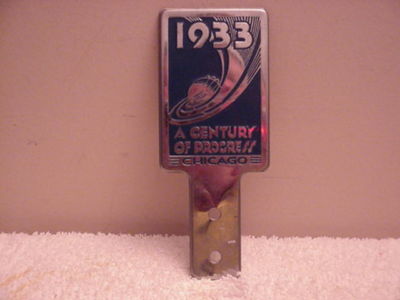 1933
A CENTURY
OF PROGRESS
CHICAGO